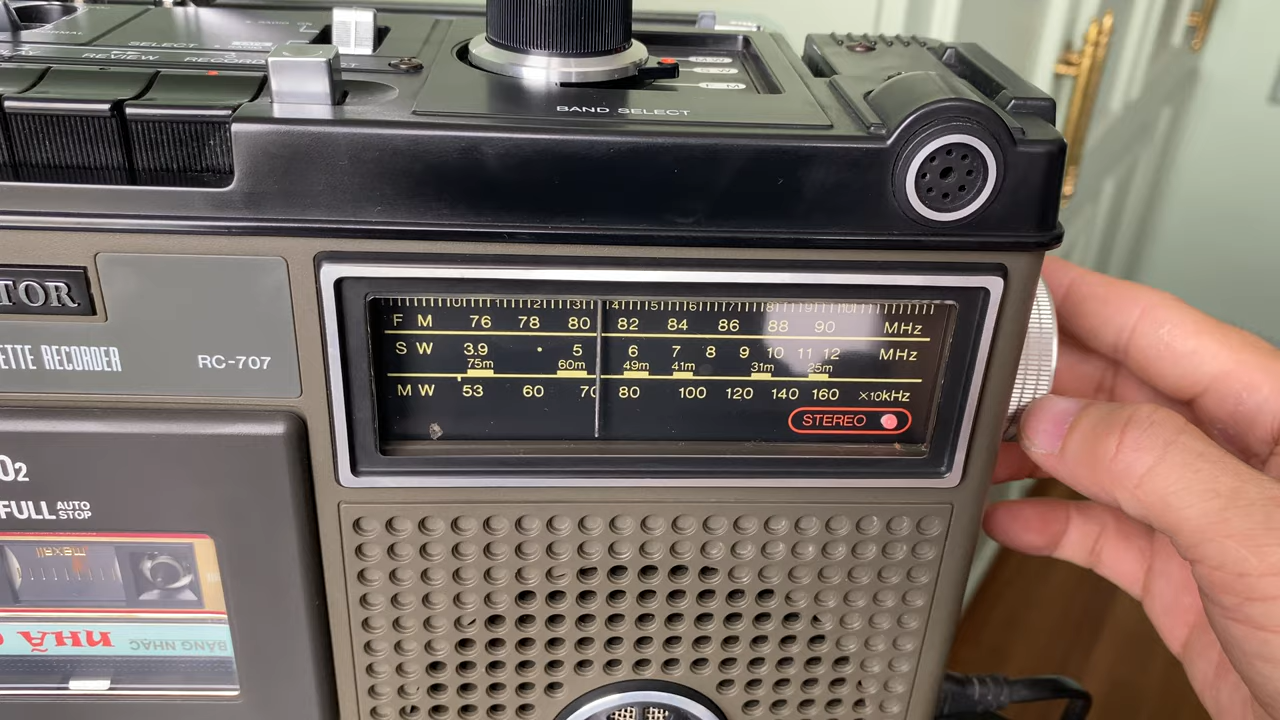 SELECT
REVIEW
BAND SELECT
M W
S W
F M
TOR
RC-707
F M 76 78 80 82 84 86 88 90 MHz
S W 3.9 5 6 7 8 9 10 11 12 MHz
75m 60m 49m 41m 31m 25m
M W 53 60 70 80 100 120 140 160 ×10kHz
STEREO
O2
FULL AUTO STOP
maxell
NHÃ
BĂNG NHẠC